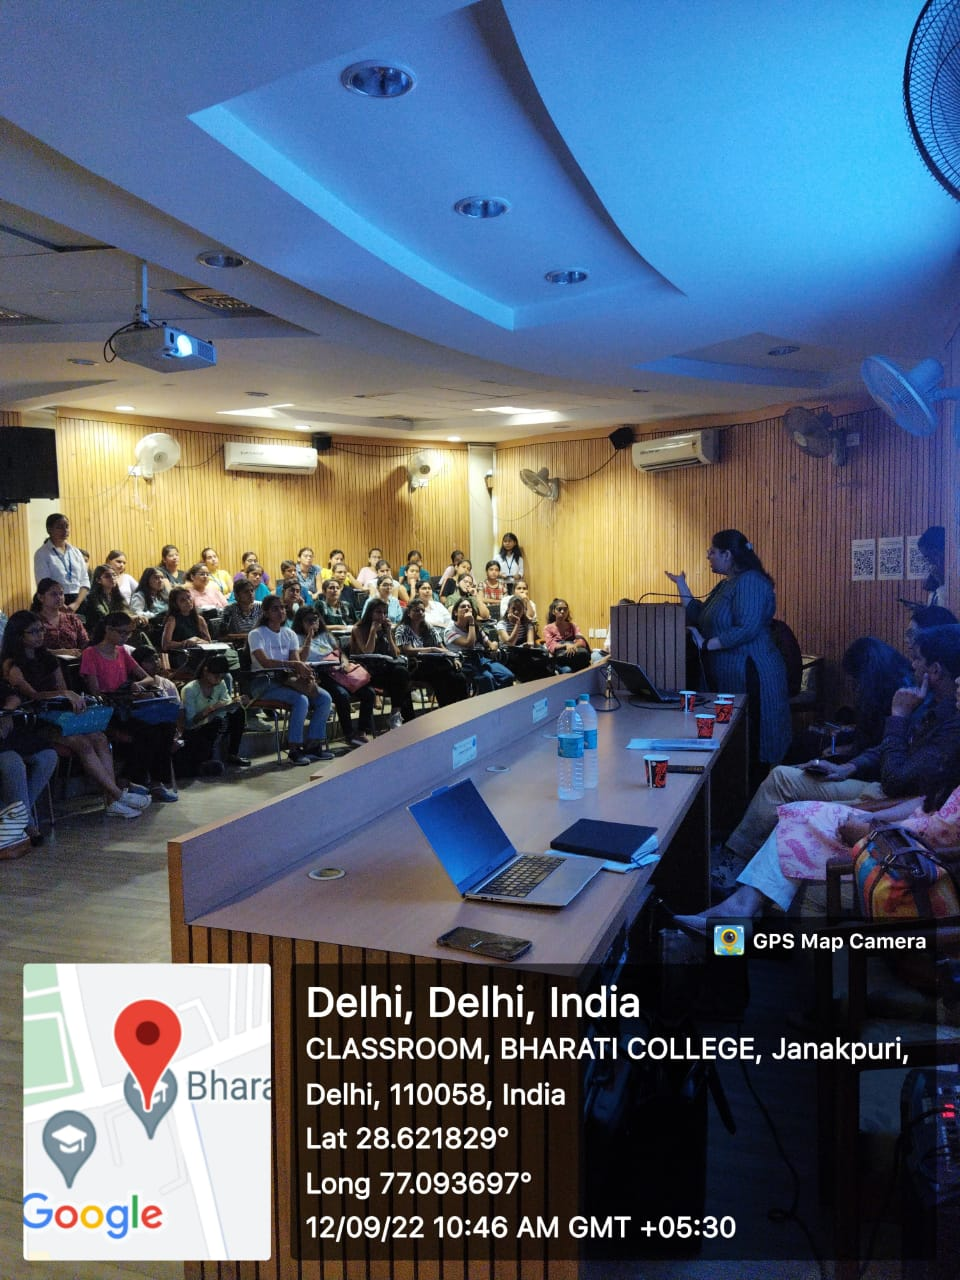 GPS Map Camera
Delhi, Delhi, India
CLASSROOM, BHARATI COLLEGE, Janakpuri,
Delhi, 110058, India
Lat 28.621829°
Long 77.093697°
12/09/22 10:46 AM GMT +05:30
Bhara
Google